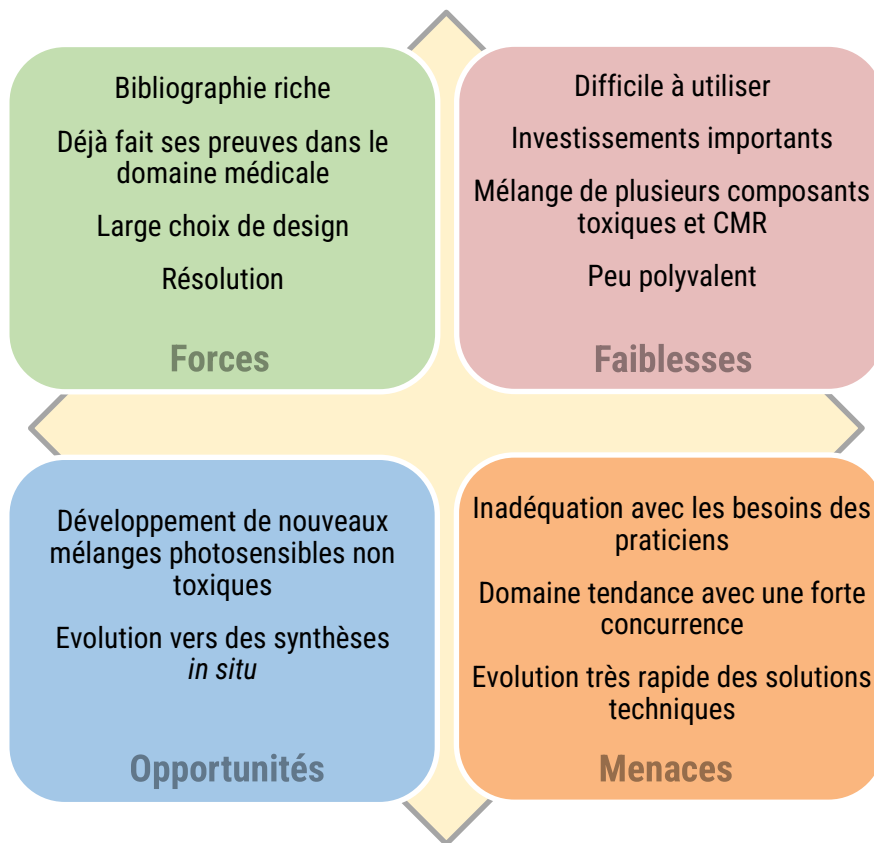 Bibliographie riche
Déjà fait ses preuves dans le
domaine médicale
Large choix de design
Résolution
Forces
Difficile à utiliser
Investissements importants
Mélange de plusieurs composants
toxiques et CMR
Peu polyvalent
Faiblesses
Développement de nouveaux
mélanges photosensibles non
toxiques
Evolution vers des synthèses
in situ
Opportunités
Inadéquation avec les besoins des
praticiens
Domaine tendance avec une forte
concurrence
Evolution très rapide des solutions
techniques
Menaces